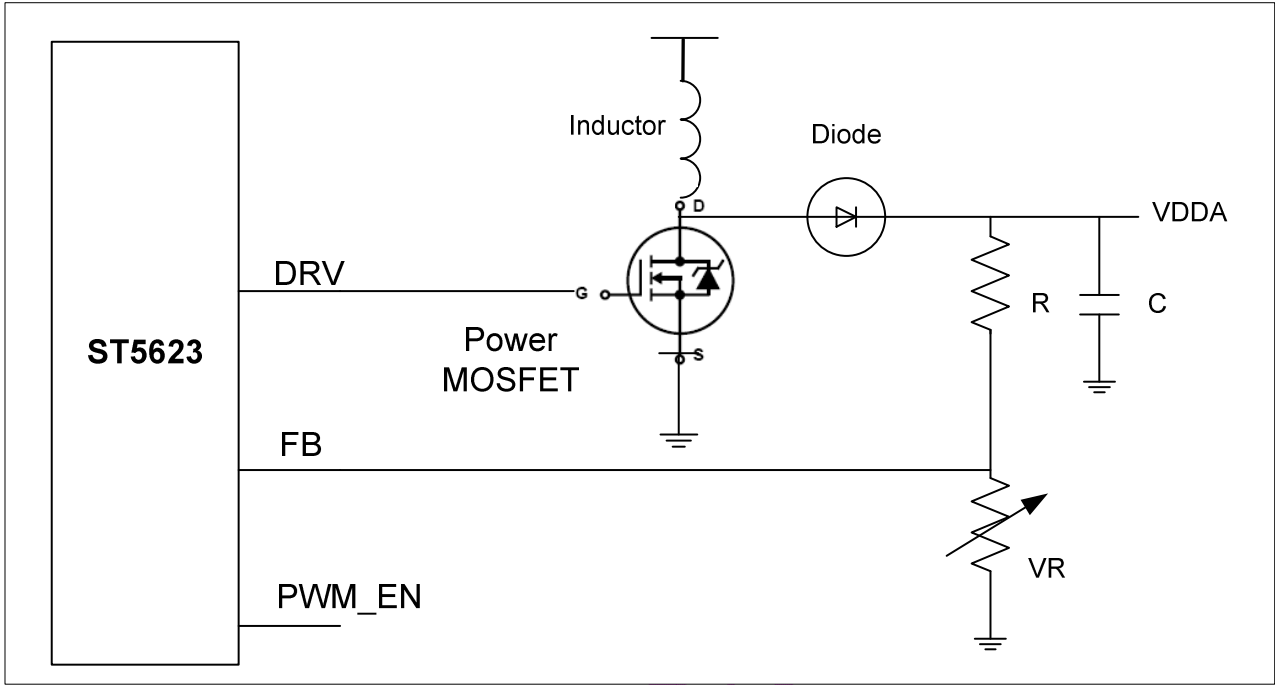 Inductor
Diode
D
VDDA
DRV
G
R
C
ST5623
Power
MOSFET
S
FB
VR
PWM_EN